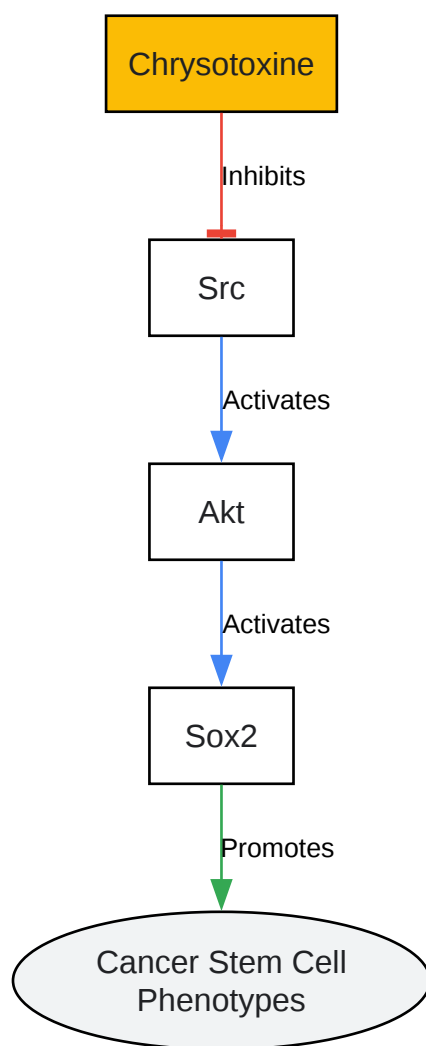 Chrysotoxine
Inhibits
Src
Activates
Akt
Activates
Sox2
Promotes
Cancer Stem Cell
Phenotypes